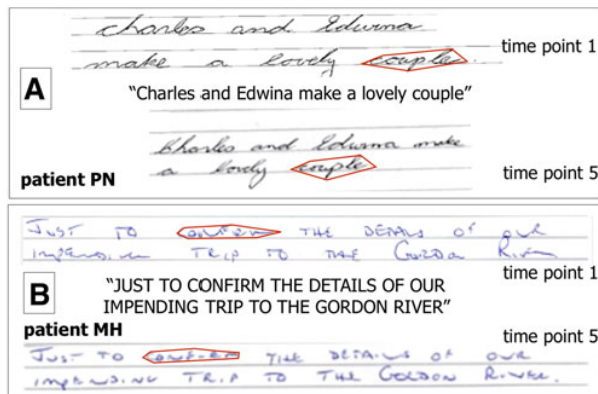 charles and Edwina
time point 1
make a lovely couple.
A
"Charles and Edwina make a lovely couple"
Charles and Edwina make
a lovely couple
time point 5
patient PN
JUST TO CONFIRM THE DETAILS OF OUR
IMPENDING TRIP TO THE GORDON RIVER
time point 1
B
"JUST TO CONFIRM THE DETAILS OF OUR
IMPENDING TRIP TO THE GORDON RIVER"
patient MH
time point 5
JUST TO CONFIRM THE DETAILS OF OUR
IMPENDING TRIP TO THE GORDON RIVER.